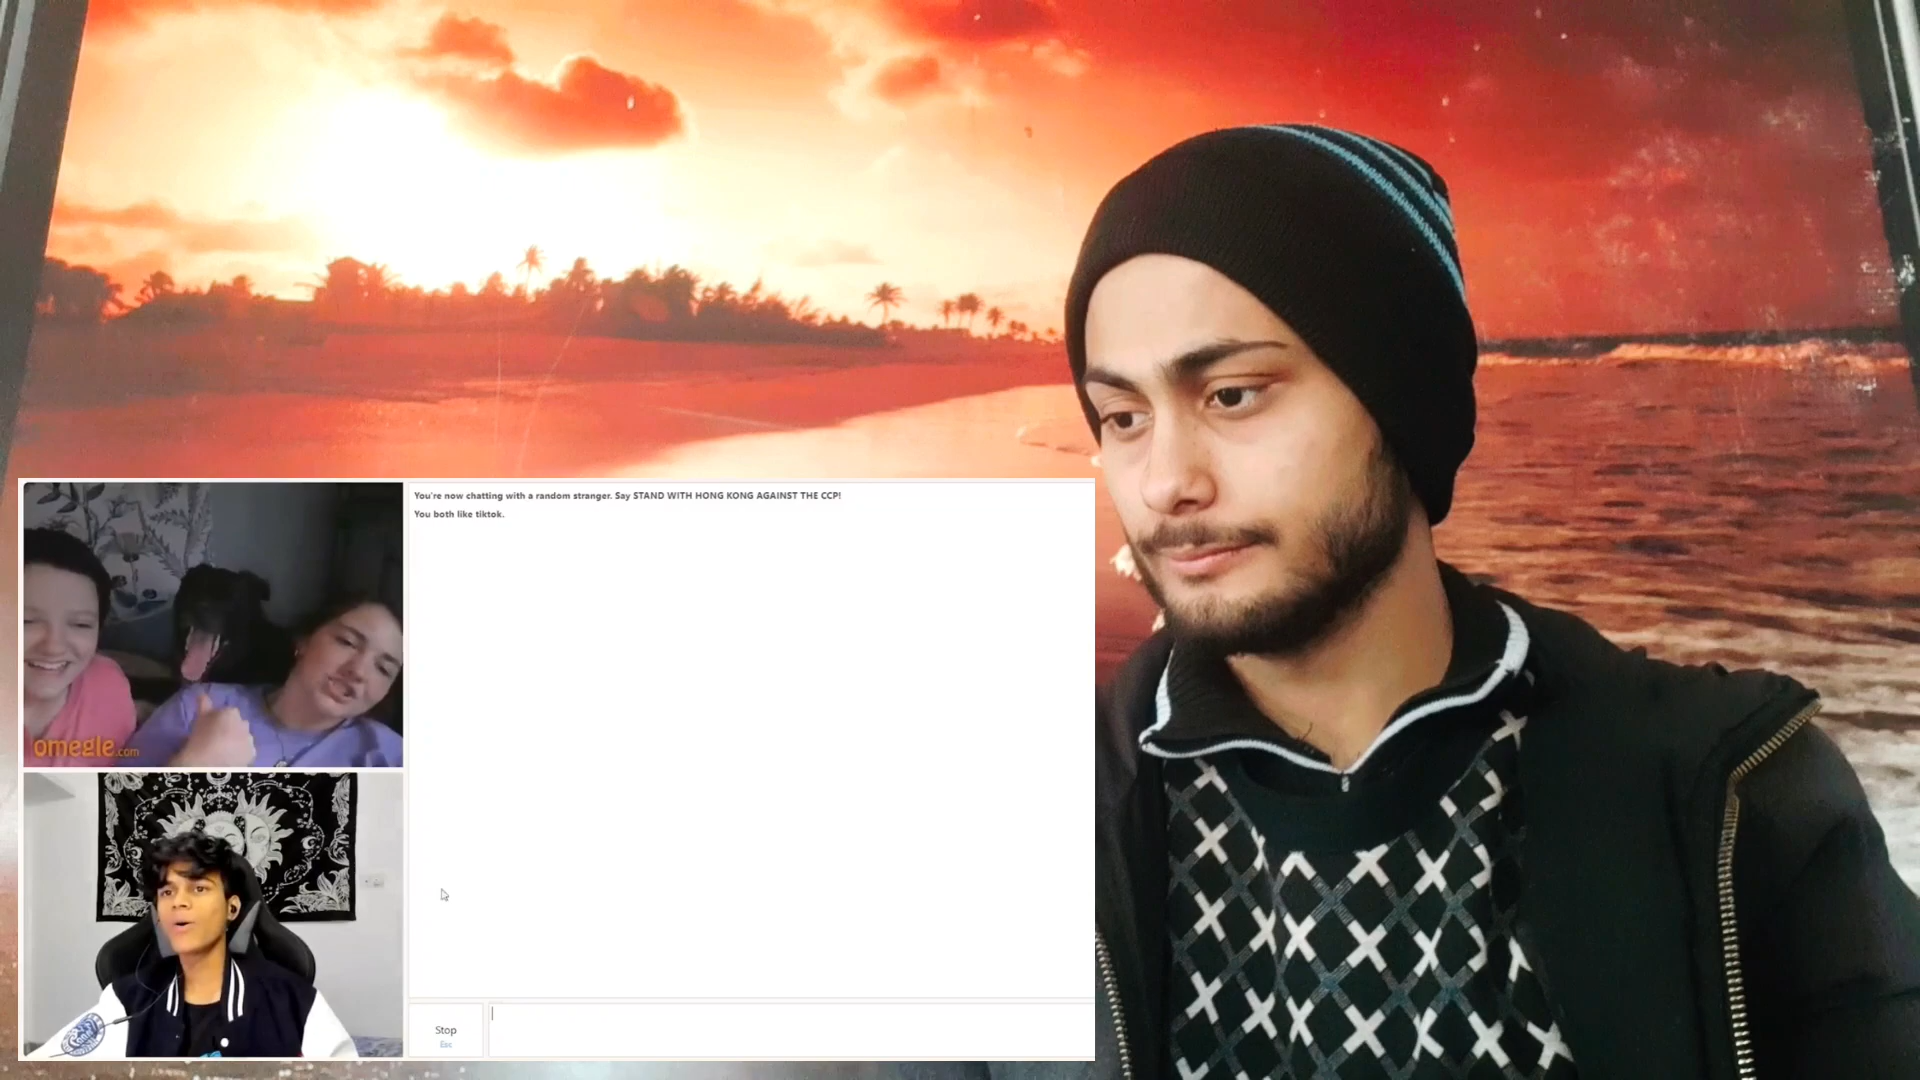 You're now chatting with a random stranger. Say STAND WITH HONG KONG AGAINST THE CCP!
You both like tiktok.
omegle.com
Stop
Esc